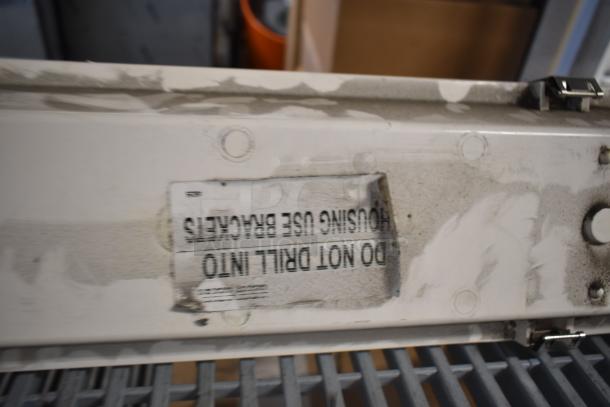 DO NOT DRILL INTO
HOUSING USE BRACKETS